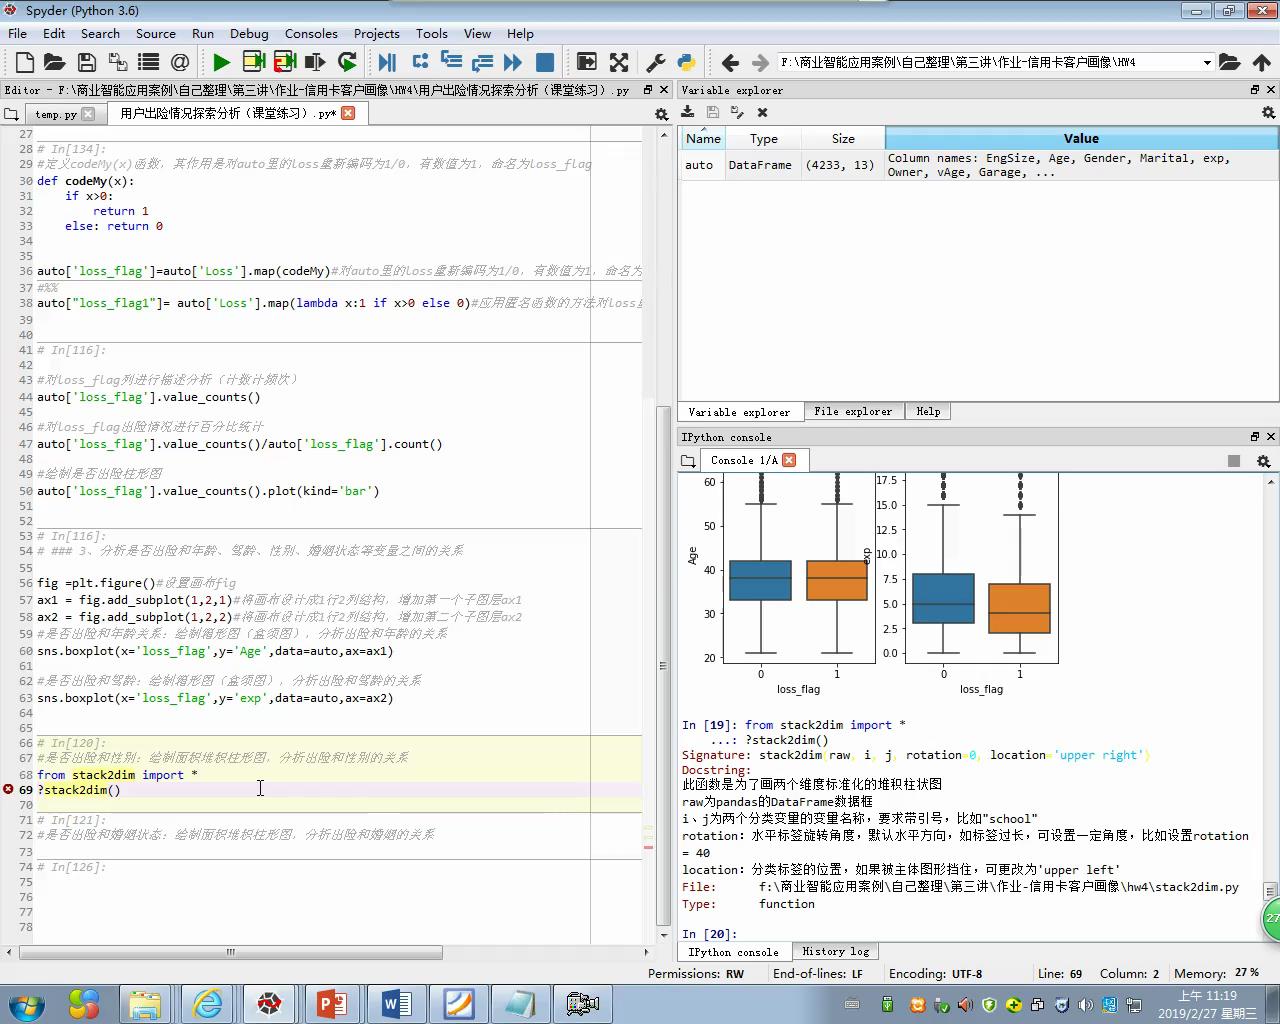 Spyder (Python 3.6)
File Edit Search Source Run Debug Consoles Projects Tools View Help
F:\商业智能应用案例\自己整理\第三讲\作业-信用卡客户画像\HW4
Editor - F:\商业智能应用案例\自己整理\第三讲\作业-信用卡客户画像\HW4\用户出险情况探索分析（课堂练习）.py
temp.py 用户出险情况探索分析（课堂练习）.py*
27
28 # In[134]:
29 #定义codeMy(x)函数，其作用是对auto里的loss重新编码为1/0，有数值为1，命名为loss_flag
30 def codeMy(x):
31 if x>0:
32 return 1
33 else: return 0
34
35
36 auto['loss_flag']=auto['Loss'].map(codeMy)#对auto里的loss重新编码为1/0，有数值为1，命名为
37 #%%
38 auto["loss_flag1"]= auto['Loss'].map(lambda x:1 if x>0 else 0)#应用匿名函数的方法对loss重
39
40
41 # In[116]:
42
43 #对loss_flag列进行描述分析（计数计频次）
44 auto['loss_flag'].value_counts()
45
46 #对loss_flag出险情况进行百分比统计
47 auto['loss_flag'].value_counts()/auto['loss_flag'].count()
48
49 #绘制是否出险柱形图
50 auto['loss_flag'].value_counts().plot(kind='bar')
51
52
53 # In[116]:
54 # ### 3、分析是否出险和年龄、驾龄、性别、婚姻状态等变量之间的关系
55
56 fig =plt.figure()#设置画布fig
57 ax1 = fig.add_subplot(1,2,1)#将画布设计成1行2列结构，增加第一个子图层ax1
58 ax2 = fig.add_subplot(1,2,2)#将画布设计成1行2列结构，增加第二个子图层ax2
59 #是否出险和年龄关系：绘制箱形图（盒须图），分析出险和年龄的关系
60 sns.boxplot(x='loss_flag',y='Age',data=auto,ax=ax1)
61
62 #是否出险和驾龄：绘制箱形图（盒须图），分析出险和驾龄的关系
63 sns.boxplot(x='loss_flag',y='exp',data=auto,ax=ax2)
64
65
66 # In[120]:
67 #是否出险和性别：绘制面积堆积柱形图，分析出险和性别的关系
68 from stack2dim import *
69 ?stack2dim()
70
71 # In[121]:
72 #是否出险和婚姻状态：绘制面积堆积柱形图，分析出险和婚姻的关系
73
74 # In[126]:
75
76
77
78
Variable explorer
Name Type Size Value
auto DataFrame (4233, 13) Column names: EngSize, Age, Gender, Marital, exp,
Owner, vAge, Garage, ...
Variable explorer File explorer Help
IPython console
Console 1/A
60 50 40 30 20
Age
0 1
loss_flag
17.5 15.0 12.5 10.0 7.5 5.0 2.5 0.0
exp
0 1
loss_flag
In [19]: from stack2dim import *
...: ?stack2dim()
Signature: stack2dim(raw, i, j, rotation=0, location='upper right')
Docstring:
此函数是为了画两个维度标准化的堆积柱状图
raw为pandas的DataFrame数据框
i、j为两个分类变量的变量名称，要求带引号，比如"school"
rotation：水平标签旋转角度，默认水平方向，如标签过长，可设置一定角度，比如设置rotation
= 40
location：分类标签的位置，如果被主体图形挡住，可更改为'upper left'
File: f:\商业智能应用案例\自己整理\第三讲\作业-信用卡客户画像\hw4\stack2dim.py
Type: function
In [20]:
27
IPython console History log
Permissions: RW End-of-lines: LF Encoding: UTF-8 Line: 69 Column: 2 Memory: 27 %
上午 11:19
2019/2/27 星期三